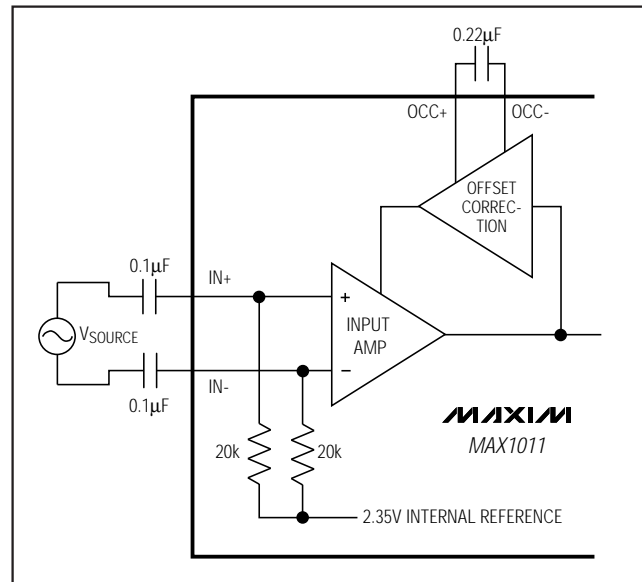 0.22µF
OCC+
OCC-
OFFSET
CORREC-
TION
0.1µF
IN+
+
INPUT
AMP
VSOURCE
IN-
−
0.1µF
MAXIM
MAX1011
20k
20k
2.35V INTERNAL REFERENCE